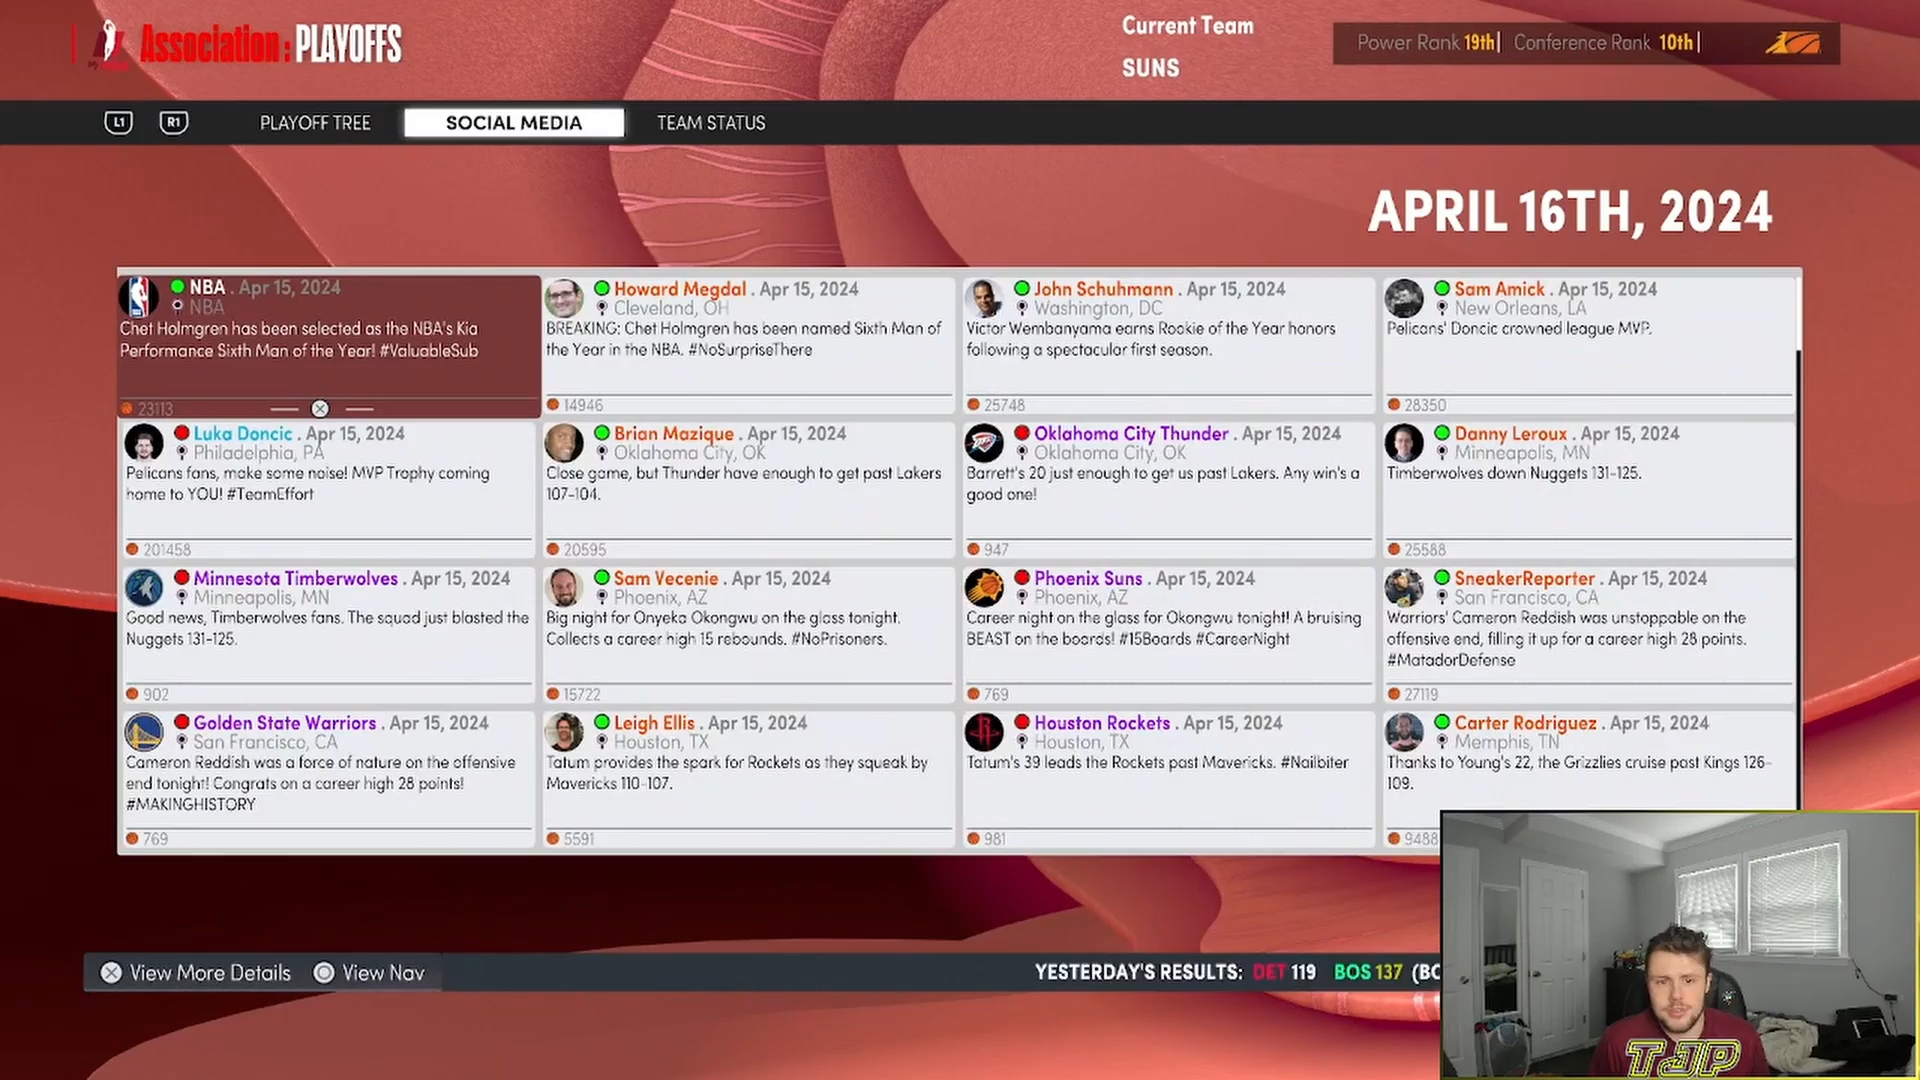 Association: PLAYOFFS
Current Team
SUNS
Power Rank 19th| Conference Rank 10th |
L1 R1 PLAYOFF TREE SOCIAL MEDIA TEAM STATUS
APRIL 16TH, 2024
NBA . Apr 15, 2024
NBA
Chet Holmgren has been selected as the NBA's Kia
Performance Sixth Man of the Year! #ValuableSub
23113
Howard Megdal . Apr 15, 2024
Cleveland, OH
BREAKING: Chet Holmgren has been named Sixth Man of
the Year in the NBA. #NoSurpriseThere
14946
John Schuhmann . Apr 15, 2024
Washington, DC
Victor Wembanyama earns Rookie of the Year honors
following a spectacular first season.
25748
Sam Amick . Apr 15, 2024
New Orleans, LA
Pelicans' Doncic crowned league MVP.
28350
Luka Doncic . Apr 15, 2024
Philadelphia, PA
Pelicans fans, make some noise! MVP Trophy coming
home to YOU! #TeamEffort
201458
Brian Mazique . Apr 15, 2024
Oklahoma City, OK
Close game, but Thunder have enough to get past Lakers
107-104.
20595
Oklahoma City Thunder . Apr 15, 2024
Oklahoma City, OK
Barrett's 20 just enough to get us past Lakers. Any win's a
good one!
947
Danny Leroux . Apr 15, 2024
Minneapolis, MN
Timberwolves down Nuggets 131-125.
25588
Minnesota Timberwolves . Apr 15, 2024
Minneapolis, MN
Good news, Timberwolves fans. The squad just blasted the
Nuggets 131-125.
902
Sam Vecenie . Apr 15, 2024
Phoenix, AZ
Big night for Onyeka Okongwu on the glass tonight.
Collects a career high 15 rebounds. #NoPrisoners.
15722
Phoenix Suns . Apr 15, 2024
Phoenix, AZ
Career night on the glass for Okongwu tonight! A bruising
BEAST on the boards! #15Boards #CareerNight
769
SneakerReporter . Apr 15, 2024
San Francisco, CA
Warriors' Cameron Reddish was unstoppable on the
offensive end, filling it up for a career high 28 points.
#MatadorDefense
27119
Golden State Warriors . Apr 15, 2024
San Francisco, CA
Cameron Reddish was a force of nature on the offensive
end tonight! Congrats on a career high 28 points!
#MAKINGHISTORY
769
Leigh Ellis . Apr 15, 2024
Houston, TX
Tatum provides the spark for Rockets as they squeak by
Mavericks 110-107.
5591
Houston Rockets . Apr 15, 2024
Houston, TX
Tatum's 39 leads the Rockets past Mavericks. #Nailbiter
981
Carter Rodriguez . Apr 15, 2024
Memphis, TN
Thanks to Young's 22, the Grizzlies cruise past Kings 126-
109.
9488
View More Details View Nav
YESTERDAY'S RESULTS: DET 119 BOS 137 (BO
TJP